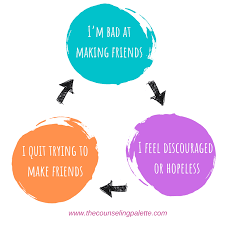 I'M BAD AT
MAKING FRIENDS
I FEEL DISCOURAGED
OR HOPELESS
I QUIT TRYING TO
MAKE FRIENDS
www.thecounselingpalette.com